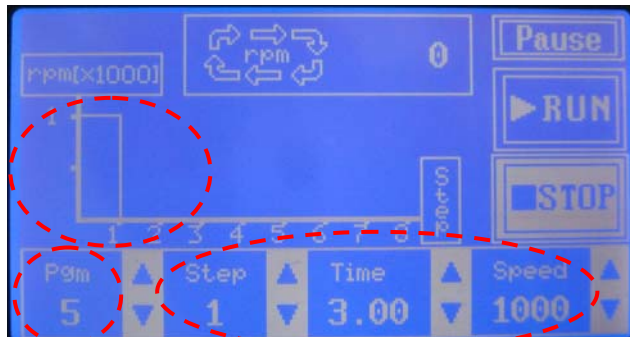 rpm
0
Pause
rpm[x1000]
▶RUN
1
Step
■STOP
1 2 3 4 5 6 7 8
Pgm ▲ Step ▲ Time ▲ Speed ▲
5 ▼ 1 ▼ 3.00 ▼ 1000 ▼